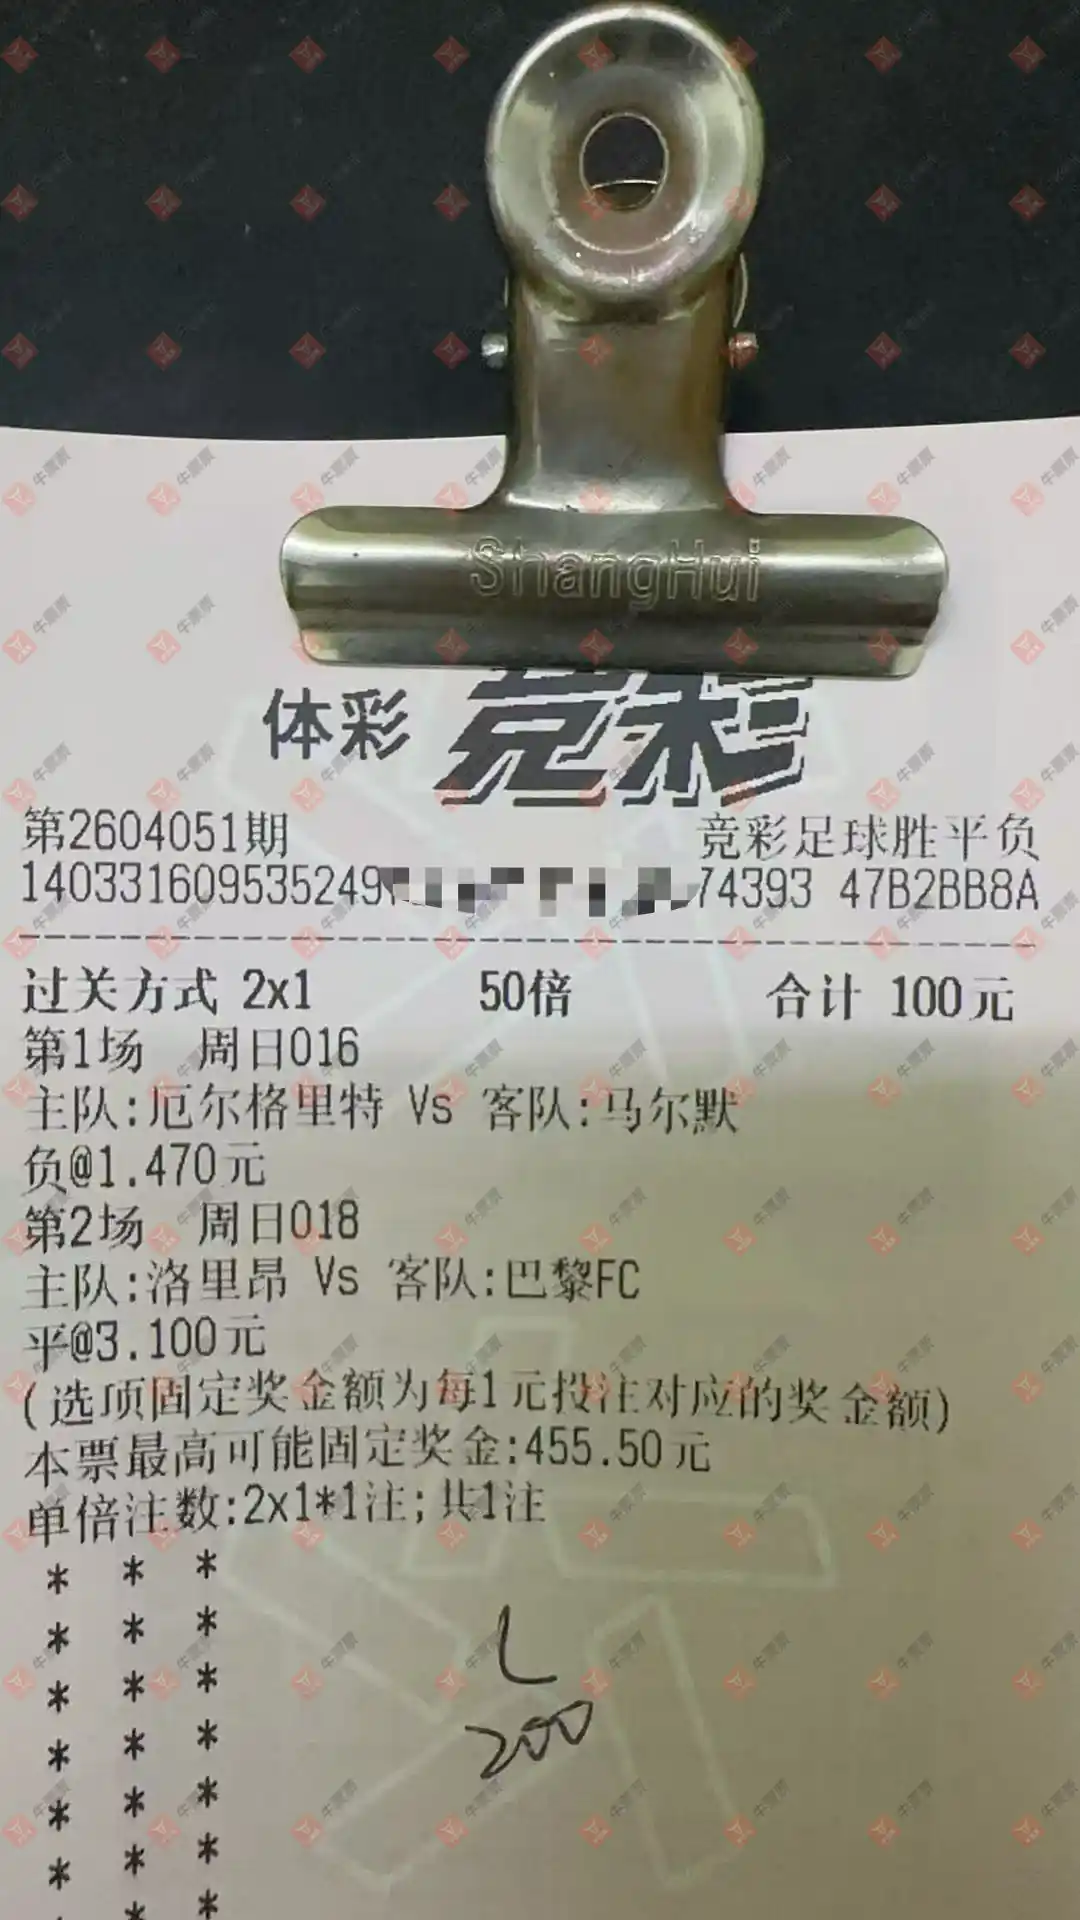 ShangHui
体彩 竞彩
第2604051期 竞彩足球胜平负
140331609535249 74393 47B2BB8A
过关方式 2x1 50倍 合计 100元
第1场 周日016
主队:厄尔格里特 Vs 客队:马尔默
负@1.470元
第2场 周日018
主队:洛里昂 Vs 客队:巴黎FC
平@3.100元
(选项固定奖金额为每1元投注对应的奖金额)
本票最高可能固定奖金:455.50元
单倍注数:2x1*1注;共1注
* * *
* * *
* * *
* * *
* * *
* * *
* *
L
200
牛票票